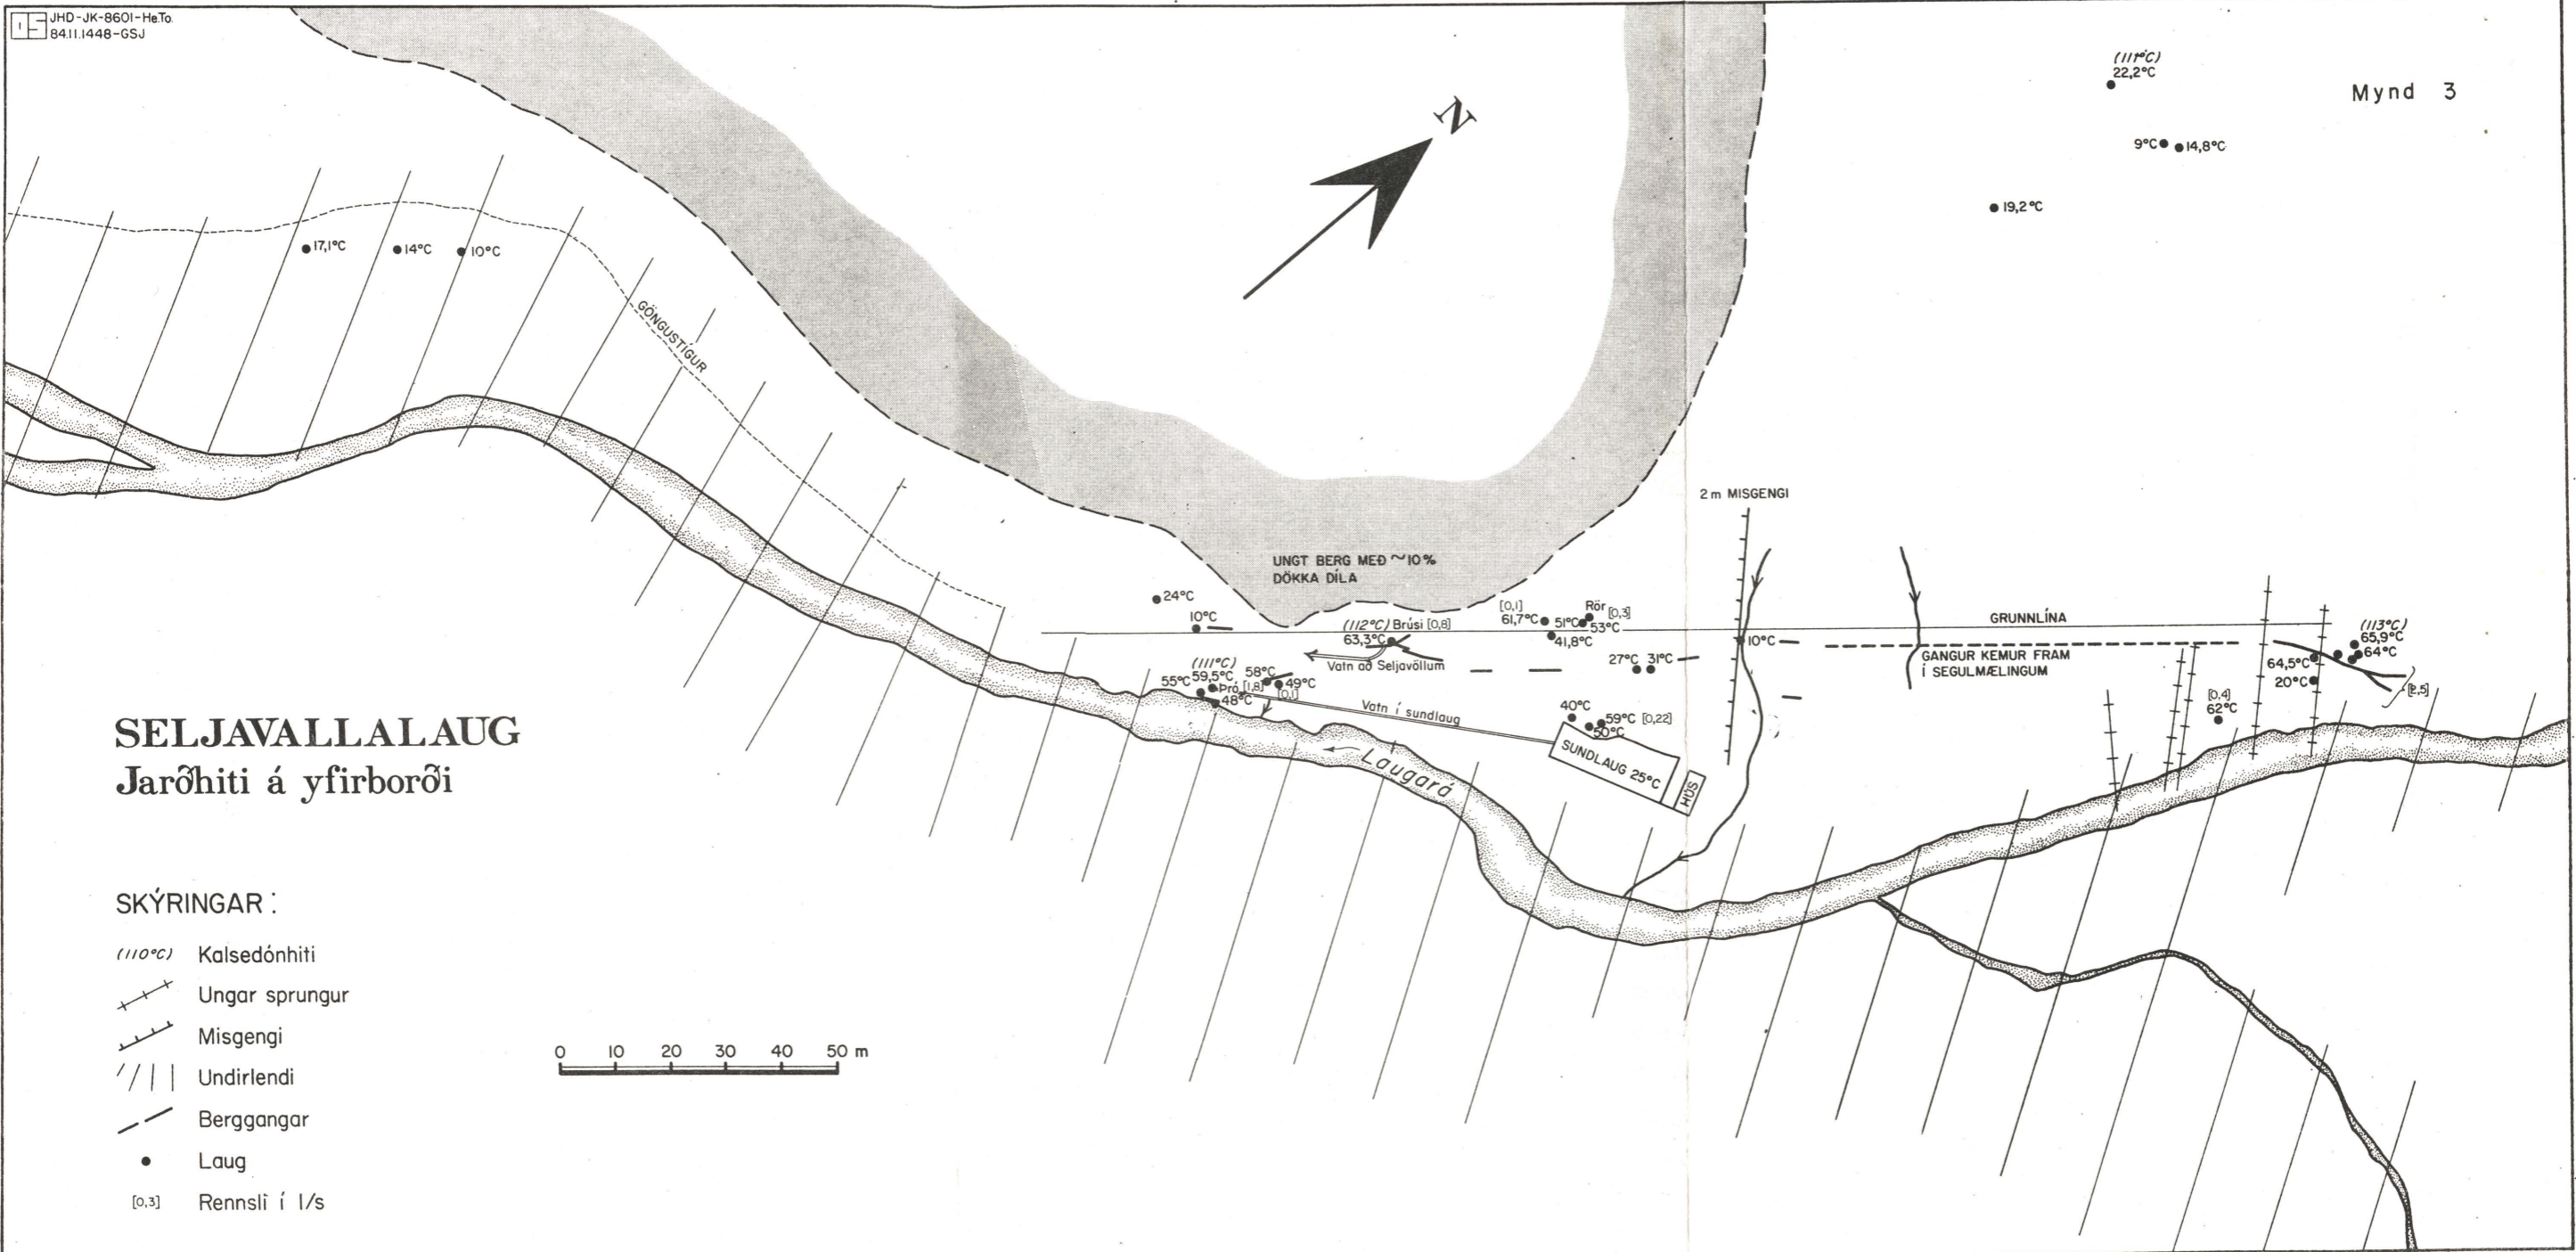 JHD-JK-8601-He.To.
84.11.1448-GSJ
Mynd 3
(111°C)
22,2°C
9°C
14,8°C
19,2°C
N
17,1°C
14°C
10°C
GÖNGUSTÍGUR
2 m MISGENGI
UNGT BERG MEÐ ~10%
DÖKKA DÍLA
24°C
10°C
(112°C) Brúsi [0,8]
63,3°C
Vatn að Seljavöllum
[0,1]
61,7°C
Rör
[0,3]
51°C
53°C
41,8°C
27°C
31°C
10°C
GRUNNLÍNA
GANGUR KEMUR FRAM
Í SEGULMÆLINGUM
(113°C)
65,9°C
64°C
64,5°C
20°C
[0,4]
62°C
(111°C)
59,5°C
55°C
Þró [1,8]
48°C
58°C
49°C
[0,1]
Vatn í sundlaug
40°C
59°C [0,22]
50°C
SUNDLAUG 25°C
HÚS
Laugará
SELJAVALLALAUG
Jarðhiti á yfirborði
SKÝRINGAR:
(110°C) Kalsedónhiti
Ungar sprungur
Misgengi
Undirlendi
Berggangar
Laug
[0,3] Rennsli í l/s
0 10 20 30 40 50 m